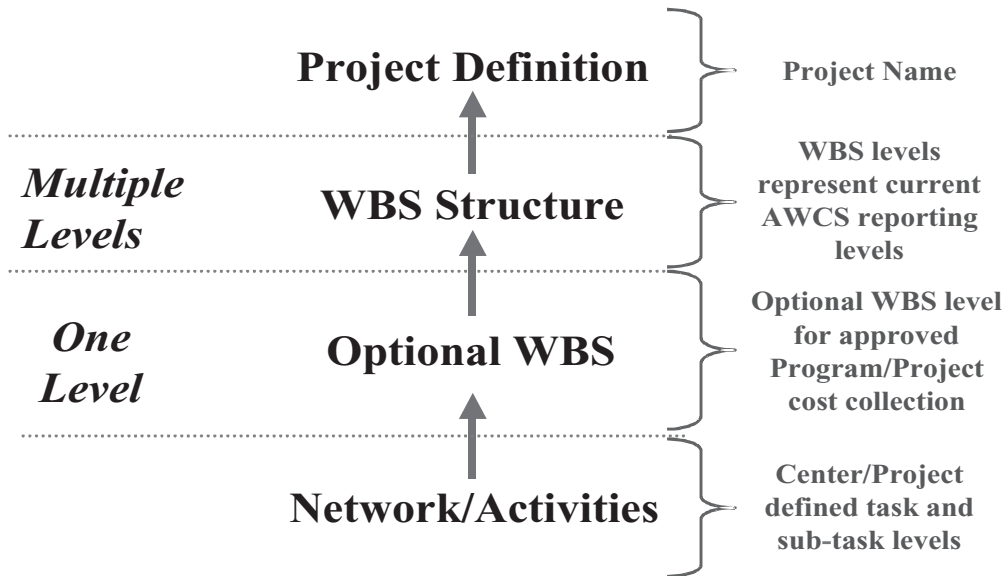 Project Definition
Project Name
Multiple
Levels
WBS Structure
WBS levels
represent current
AWCS reporting
levels
One
Level
Optional WBS
Optional WBS level
for approved
Program/Project
cost collection
Network/Activities
Center/Project
defined task and
sub-task levels